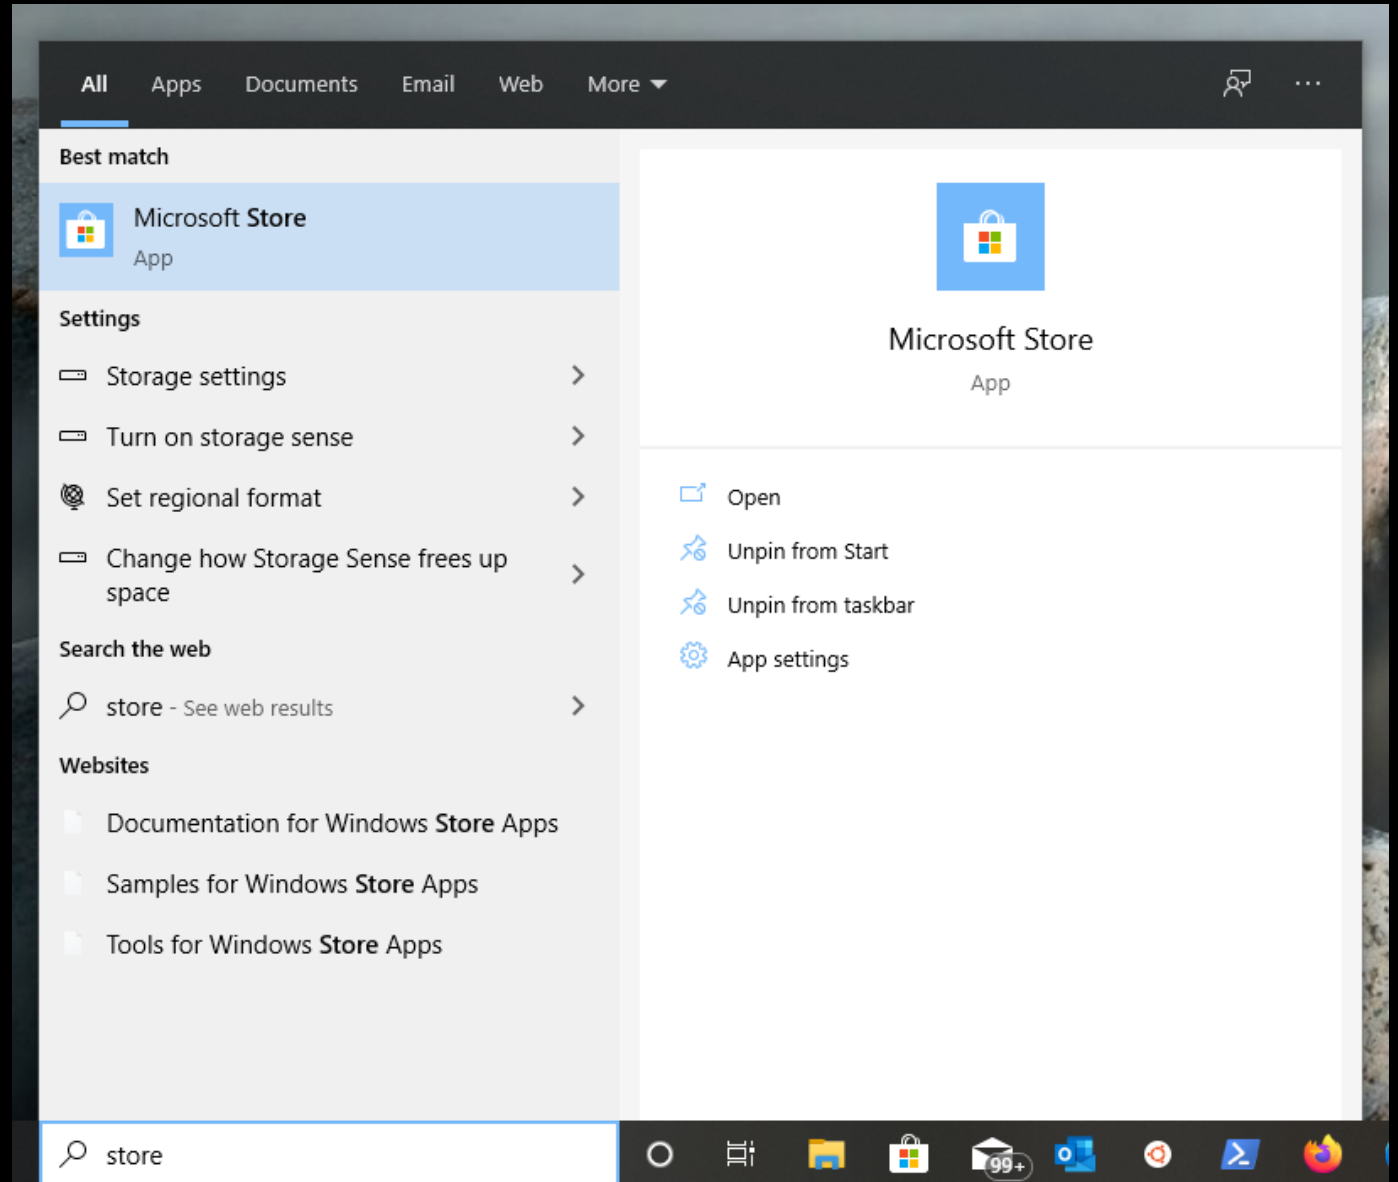 All Apps Documents Email Web More
Best match
Microsoft Store
App
Settings
Storage settings
Turn on storage sense
Set regional format
Change how Storage Sense frees up
space
Search the web
store - See web results
Websites
Documentation for Windows Store Apps
Samples for Windows Store Apps
Tools for Windows Store Apps
Microsoft Store
App
Open
Unpin from Start
Unpin from taskbar
App settings
store
99+